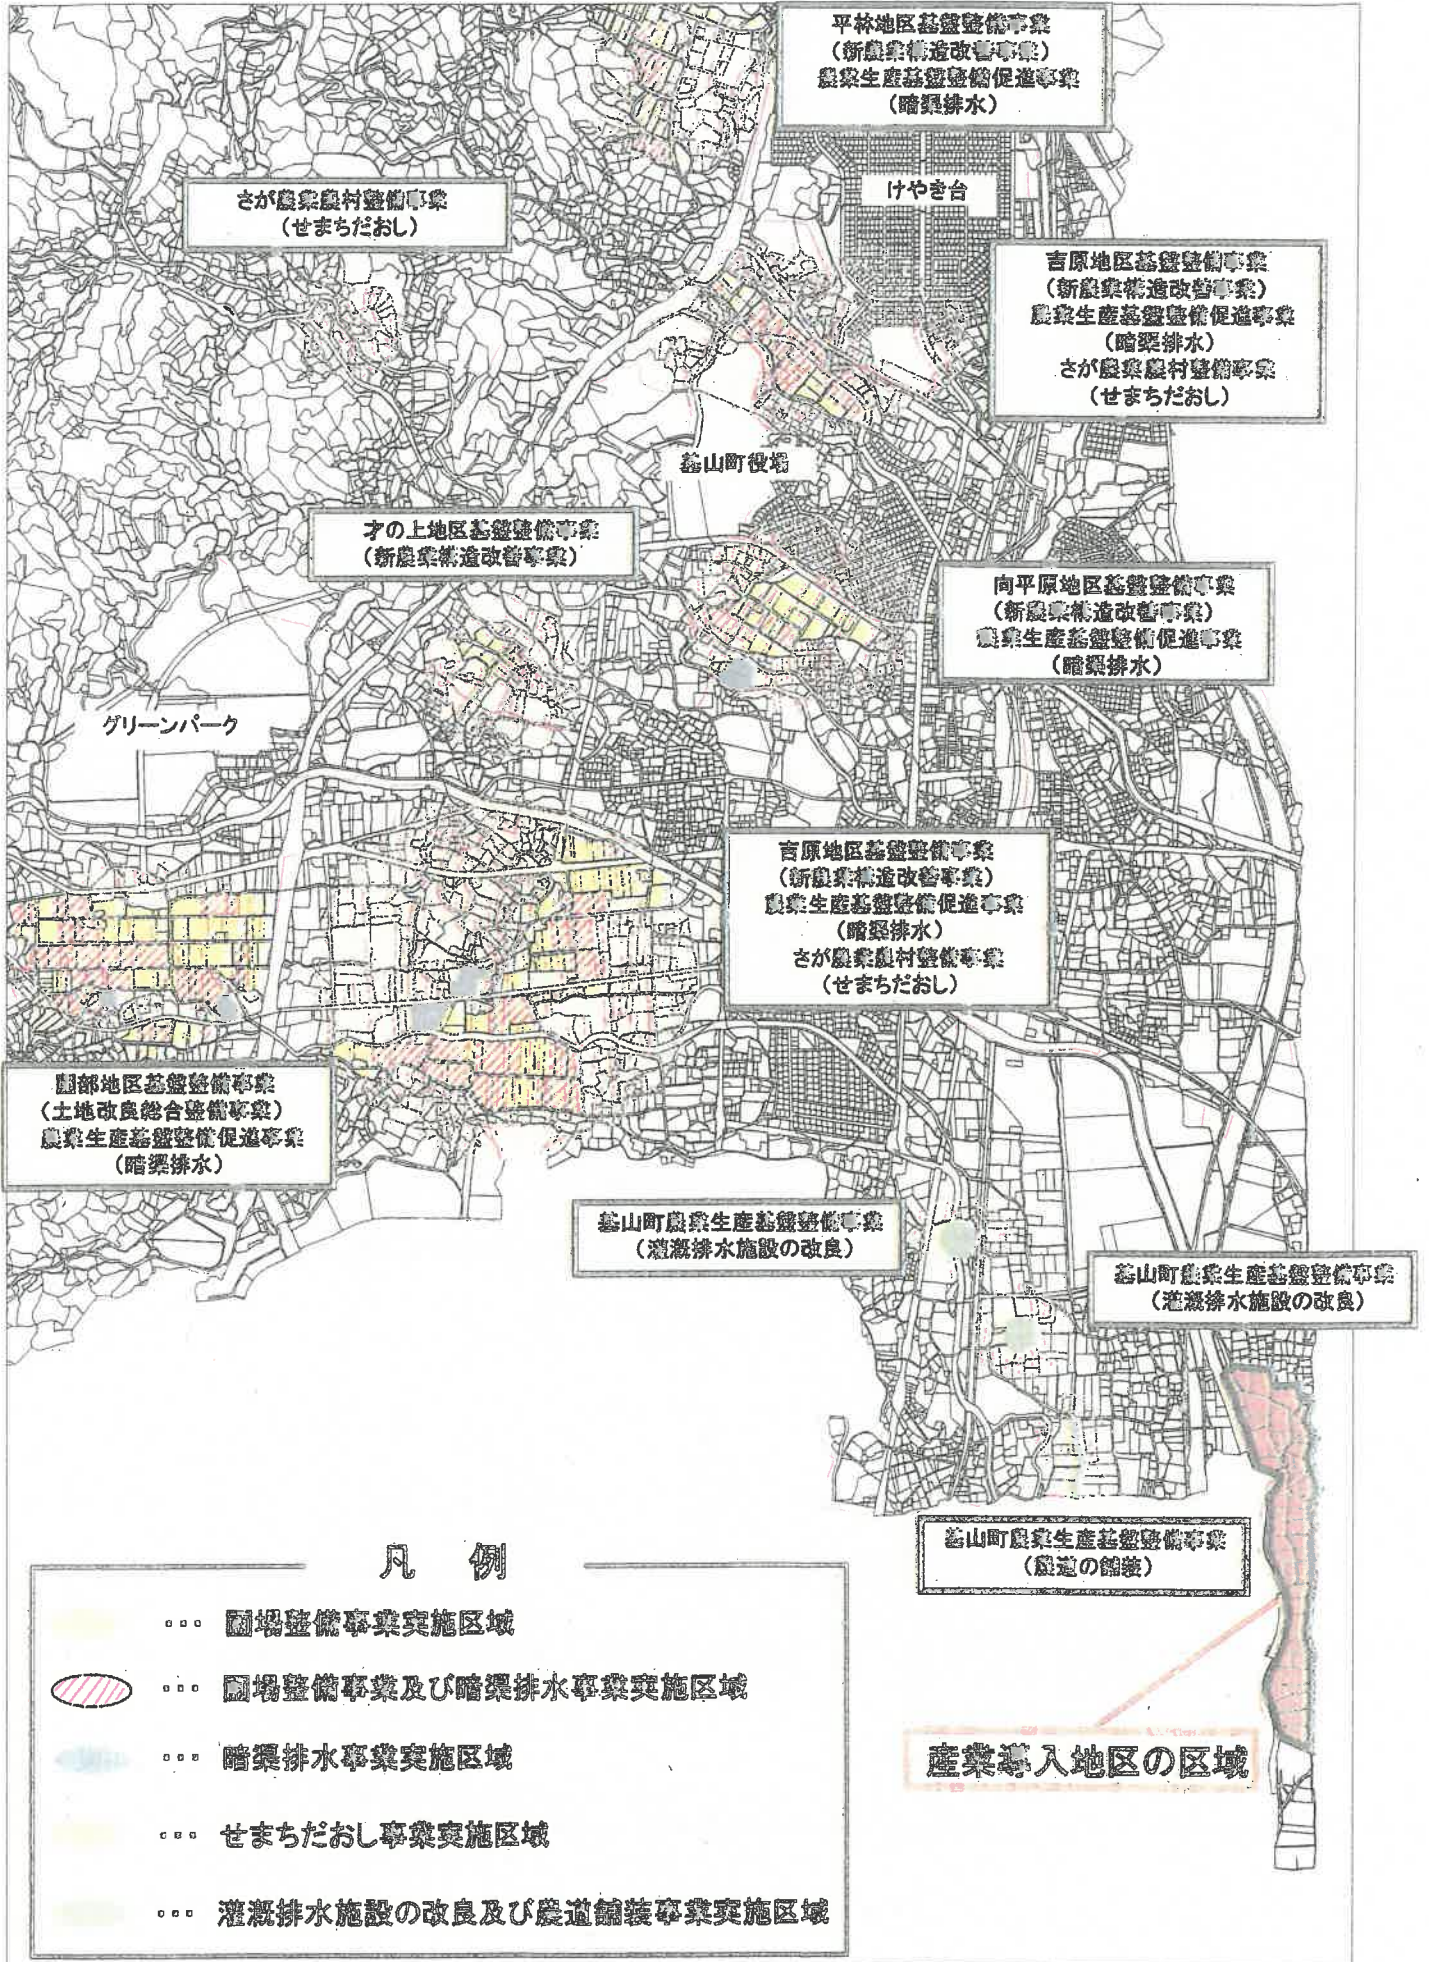 平林地区基盤整備事業
(新農業構造改善事業)
農業生産基盤整備促進事業
(暗渠排水)
さが農業農村整備事業
(せまちだおし)
けやき台
吉原地区基盤整備事業
(新農業構造改善事業)
農業生産基盤整備促進事業
(暗渠排水)
さが農業農村整備事業
(せまちだおし)
基山町役場
才の上地区基盤整備事業
(新農業構造改善事業)
向平原地区基盤整備事業
(新農業構造改善事業)
農業生産基盤整備促進事業
(暗渠排水)
グリーンパーク
吉原地区基盤整備事業
(新農業構造改善事業)
農業生産基盤整備促進事業
(暗渠排水)
さが農業農村整備事業
(せまちだおし)
園部地区基盤整備事業
(土地改良総合整備事業)
農業生産基盤整備促進事業
(暗渠排水)
基山町農業生産基盤整備事業
(灌漑排水施設の改良)
基山町農業生産基盤整備事業
(灌漑排水施設の改良)
基山町農業生産基盤整備事業
(農道の舗装)
産業導入地区の区域
凡 例
… 圃場整備事業実施区域
… 圃場整備事業及び暗渠排水事業実施区域
… 暗渠排水事業実施区域
… せまちだおし事業実施区域
… 灌漑排水施設の改良及び農道舗装事業実施区域